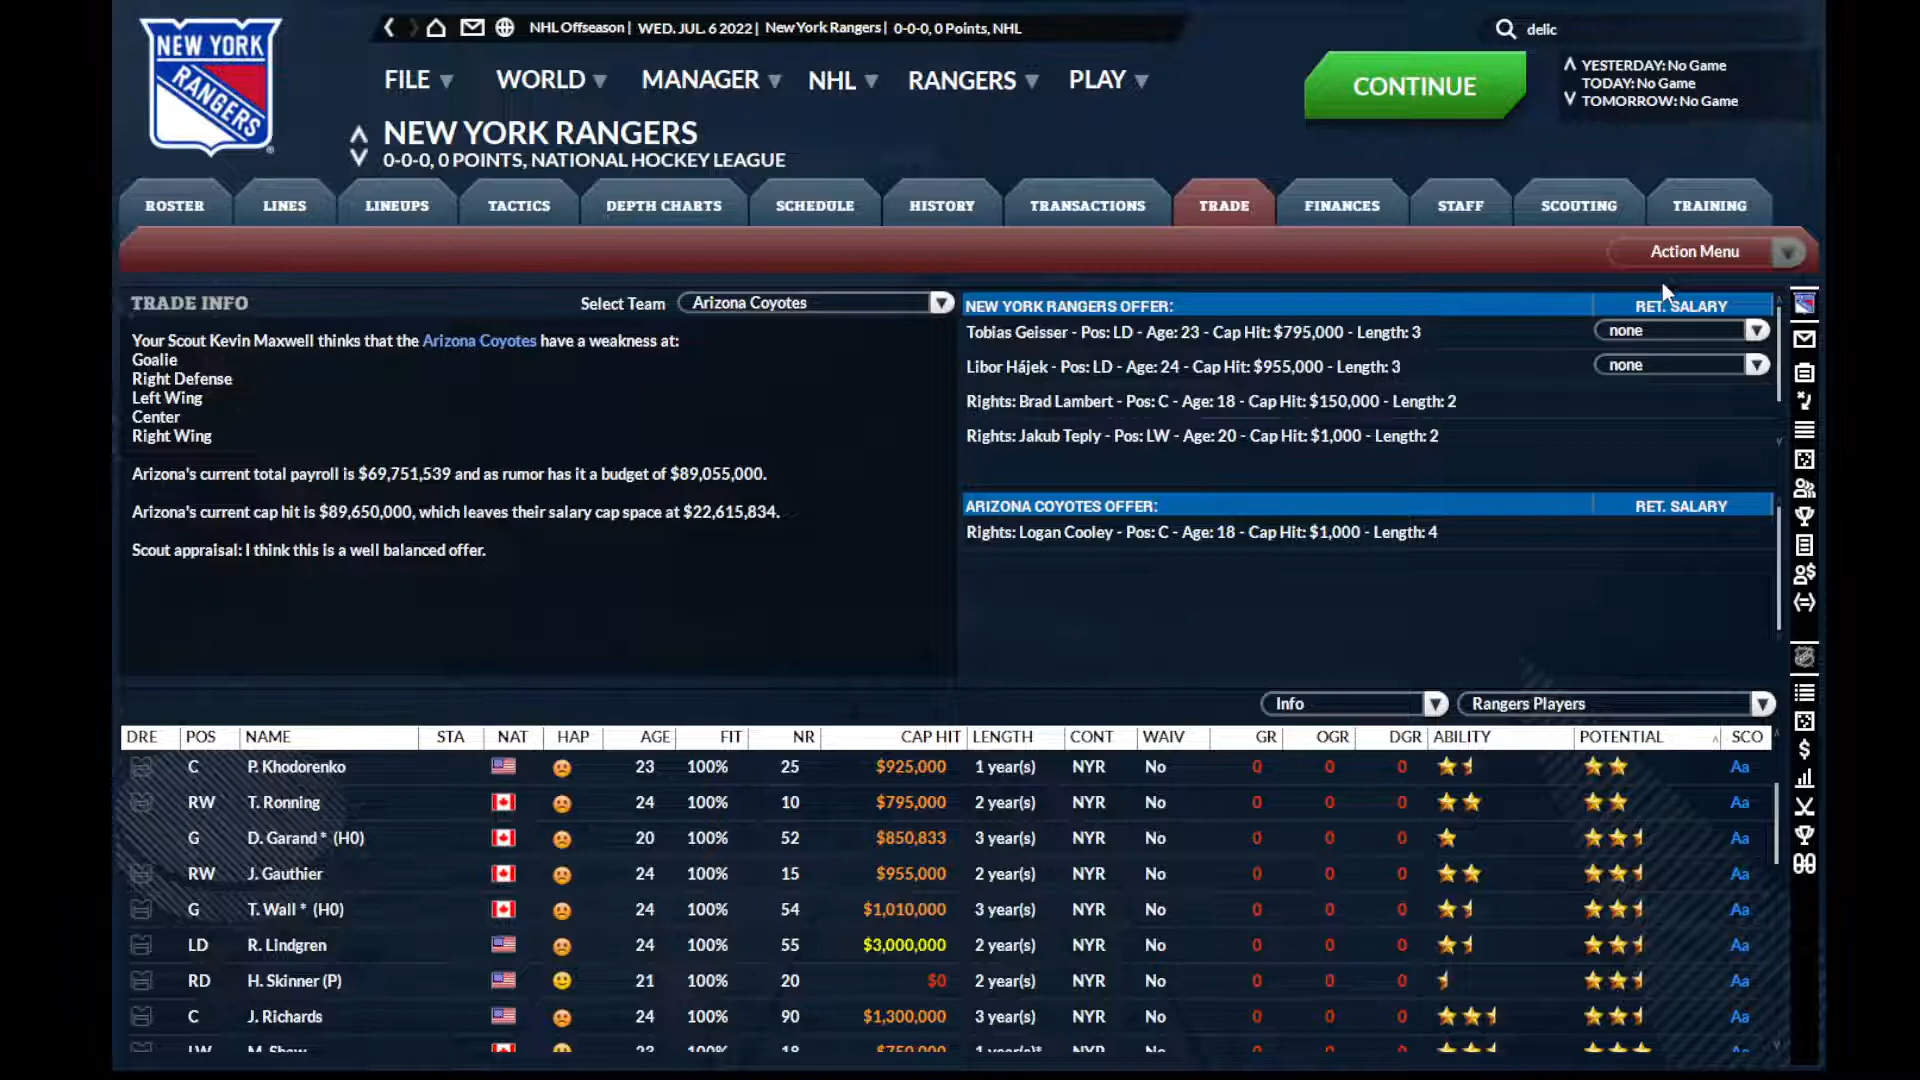 NEW YORK
RANGERS
NHL Offseason | WED. JUL. 6 2022 | New York Rangers | 0-0-0, 0 Points, NHL
delic
FILE WORLD MANAGER NHL RANGERS PLAY
CONTINUE
YESTERDAY: No Game
TODAY: No Game
TOMORROW: No Game
NEW YORK RANGERS
0-0-0, 0 POINTS, NATIONAL HOCKEY LEAGUE
ROSTER LINES LINEUPS TACTICS DEPTH CHARTS SCHEDULE HISTORY TRANSACTIONS TRADE FINANCES STAFF SCOUTING TRAINING
Action Menu
TRADE INFO
Select Team Arizona Coyotes
Your Scout Kevin Maxwell thinks that the Arizona Coyotes have a weakness at:
Goalie
Right Defense
Left Wing
Center
Right Wing
Arizona's current total payroll is $69,751,539 and as rumor has it a budget of $89,055,000.
Arizona's current cap hit is $89,650,000, which leaves their salary cap space at $22,615,834.
Scout appraisal: I think this is a well balanced offer.
NEW YORK RANGERS OFFER: RET. SALARY
Tobias Geisser - Pos: LD - Age: 23 - Cap Hit: $795,000 - Length: 3 none
Libor Hájek - Pos: LD - Age: 24 - Cap Hit: $955,000 - Length: 3 none
Rights: Brad Lambert - Pos: C - Age: 18 - Cap Hit: $150,000 - Length: 2
Rights: Jakub Teply - Pos: LW - Age: 20 - Cap Hit: $1,000 - Length: 2
ARIZONA COYOTES OFFER: RET. SALARY
Rights: Logan Cooley - Pos: C - Age: 18 - Cap Hit: $1,000 - Length: 4
Info Rangers Players
DRE POS NAME STA NAT HAP AGE FIT NR CAP HIT LENGTH CONT WAIV GR OGR DGR ABILITY POTENTIAL SCO
C P. Khodorenko 23 100% 25 $925,000 1 year(s) NYR No 0 0 0 Aa
RW T. Ronning 24 100% 10 $795,000 2 year(s) NYR No 0 0 0 Aa
G D. Garand * (H0) 20 100% 52 $850,833 3 year(s) NYR No 0 0 0 Aa
RW J. Gauthier 24 100% 15 $955,000 2 year(s) NYR No 0 0 0 Aa
G T. Wall * (H0) 24 100% 54 $1,010,000 3 year(s) NYR No 0 0 0 Aa
LD R. Lindgren 24 100% 55 $3,000,000 2 year(s) NYR No 0 0 0 Aa
RD H. Skinner (P) 21 100% 20 $0 2 year(s) NYR No 0 0 0 Aa
C J. Richards 24 100% 90 $1,300,000 3 year(s) NYR No 0 0 0 Aa